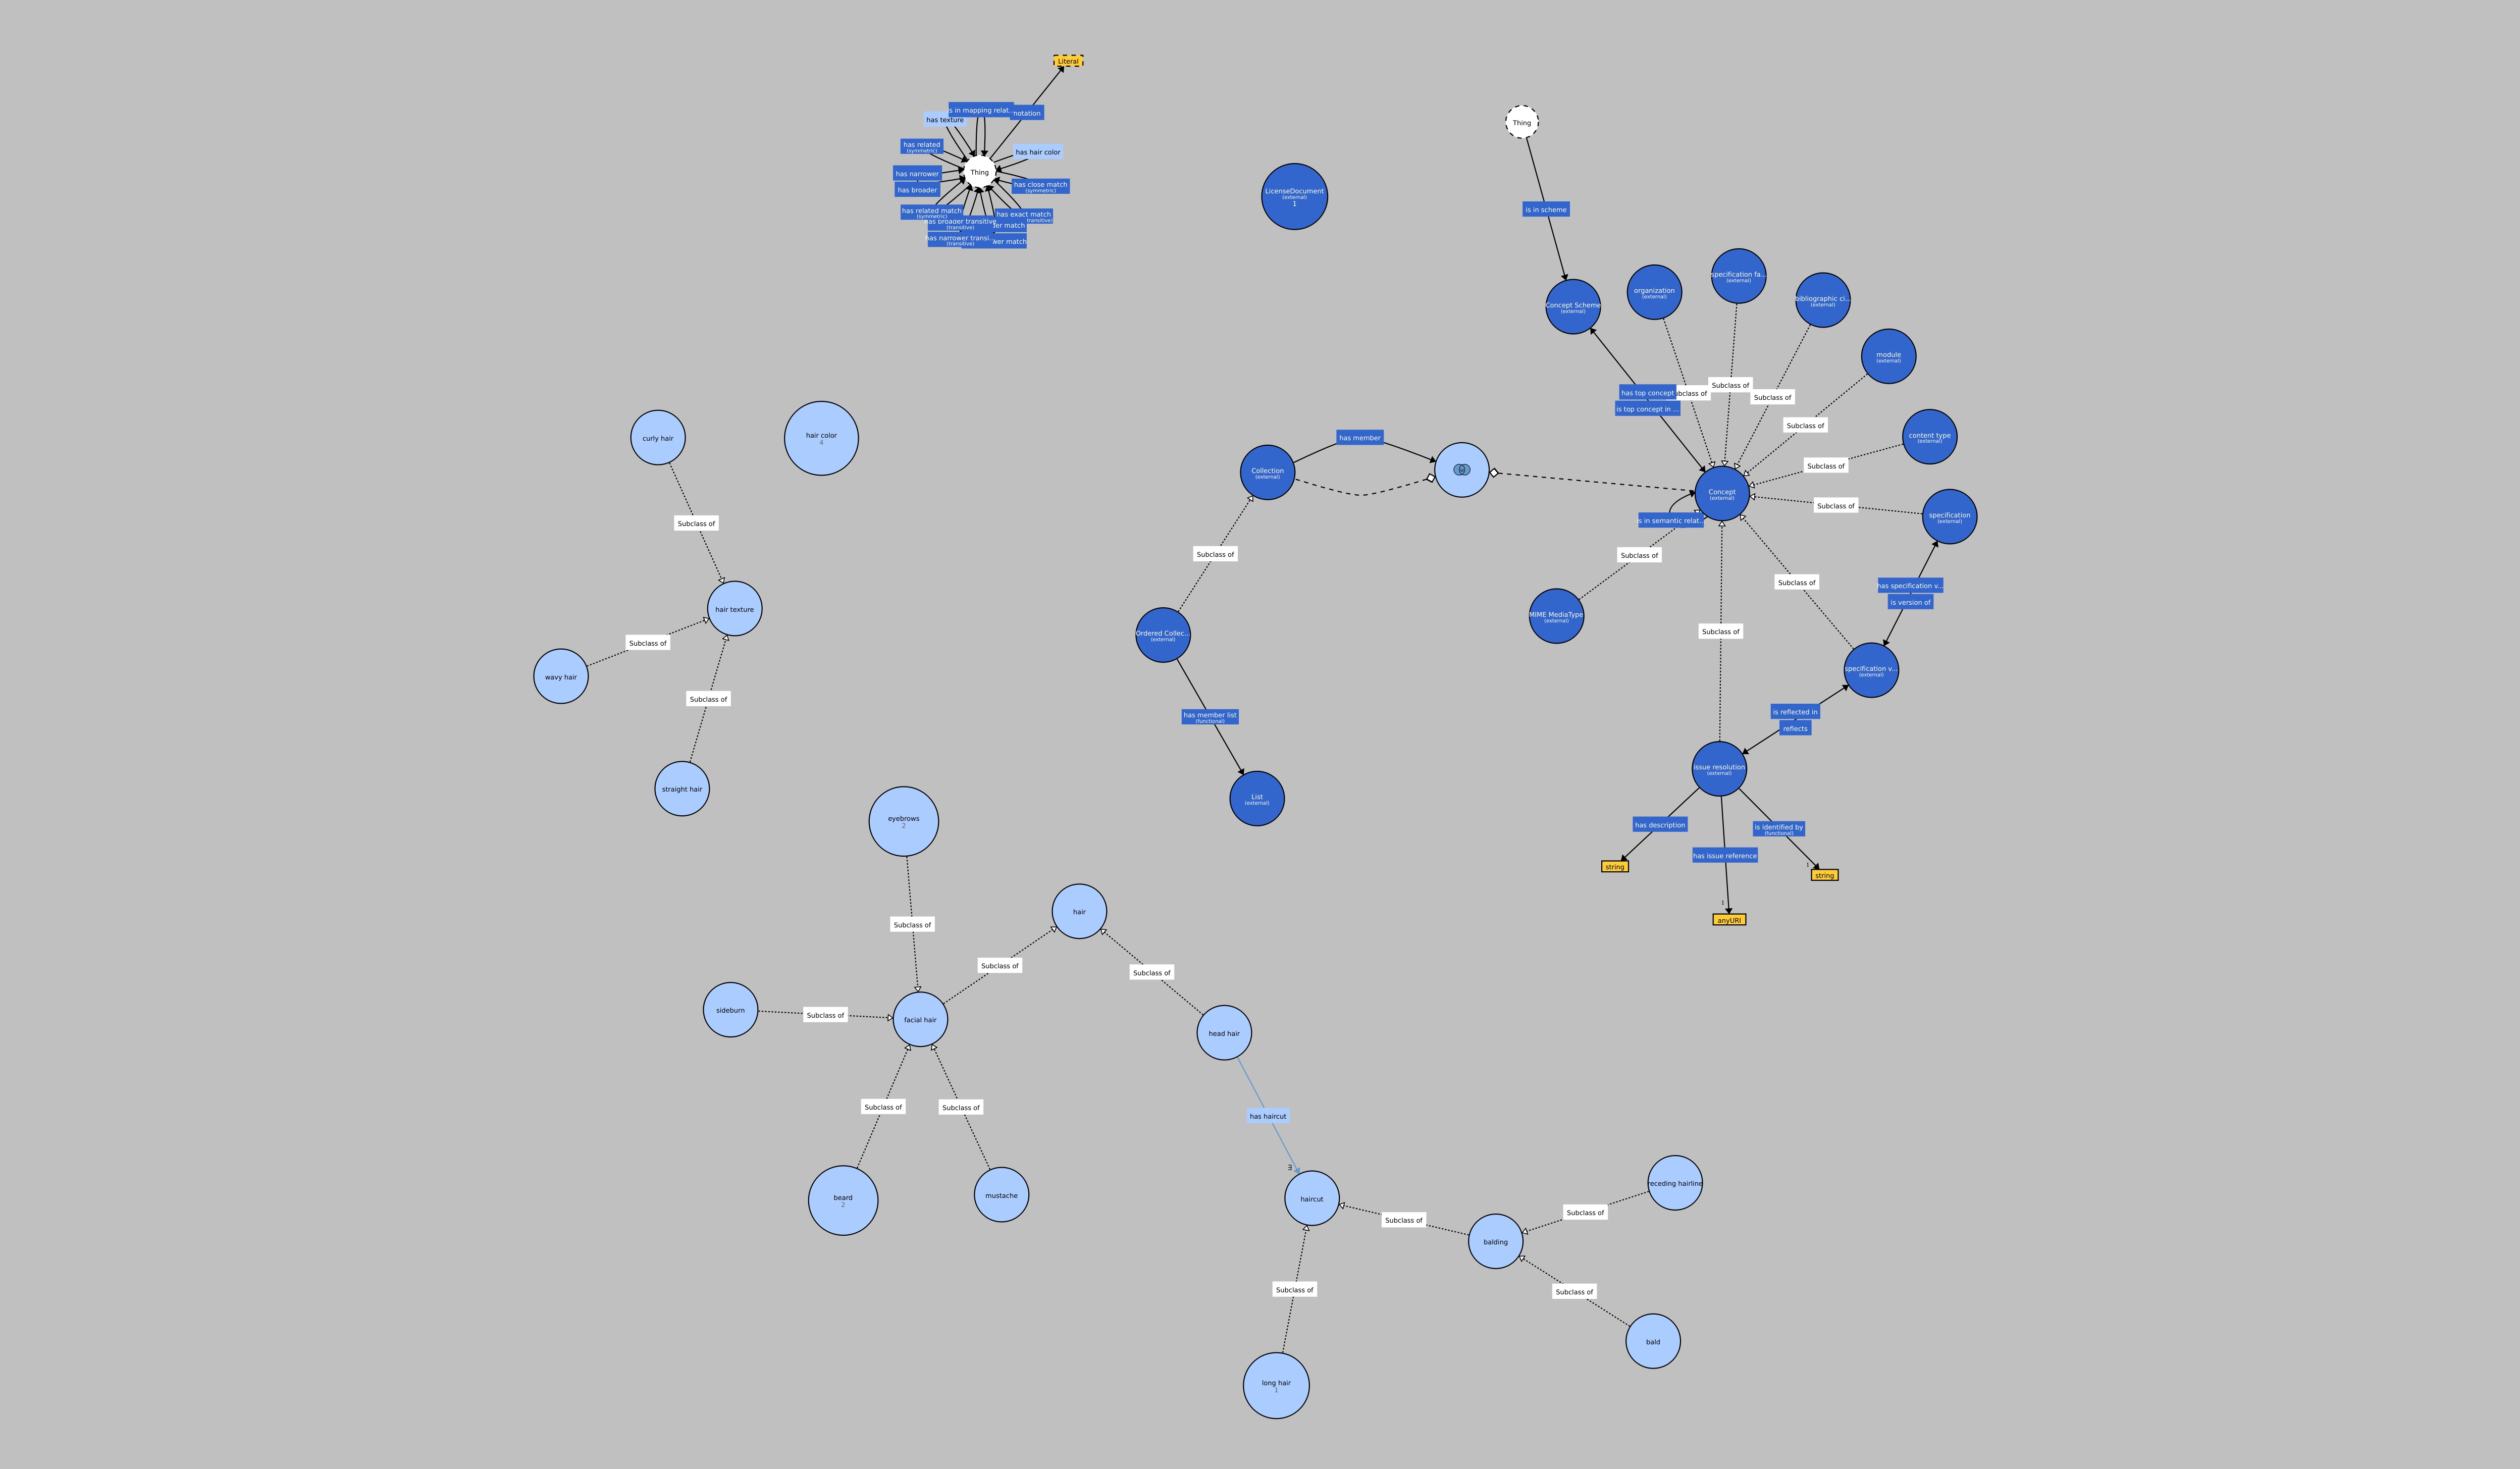 Literal
is in mapping relat...
notation
has texture
Thing
has related
(symmetric)
has hair color
Thing
has narrower
has broader
has close match
(symmetric)
LicenseDocument
(external)
1
has related match
(symmetric)
has exact match
transitive)
has broader transitive
(transitive)
der match
has narrower transi...
(transitive)
wer match
is in scheme
Concept Scheme
(external)
organization
(external)
specification fa...
(external)
bibliographic ci...
(external)
module
(external)
has top concept
bclass of
Subclass of
Subclass of
is top concept in ...
Subclass of
content type
(external)
curly hair
hair color
4
has member
Collection
(external)
Subclass of
Concept
(external)
Subclass of
specification
(external)
is in semantic relat...
Subclass of
Subclass of
Subclass of
Subclass of
has specification v...
is version of
hair texture
MIME MediaType
(external)
Ordered Collec...
(external)
Subclass of
Subclass of
specification v...
(external)
wavy hair
Subclass of
has member list
(functional)
is reflected in
reflects
straight hair
List
(external)
issue resolution
(external)
eyebrows
2
has description
is identified by
(functional)
has issue reference
string
1
string
1
anyURI
hair
Subclass of
Subclass of
Subclass of
sideburn
Subclass of
facial hair
head hair
Subclass of
Subclass of
has haircut
∃
beard
2
mustache
haircut
receding hairline
Subclass of
Subclass of
balding
Subclass of
Subclass of
bald
long hair
1